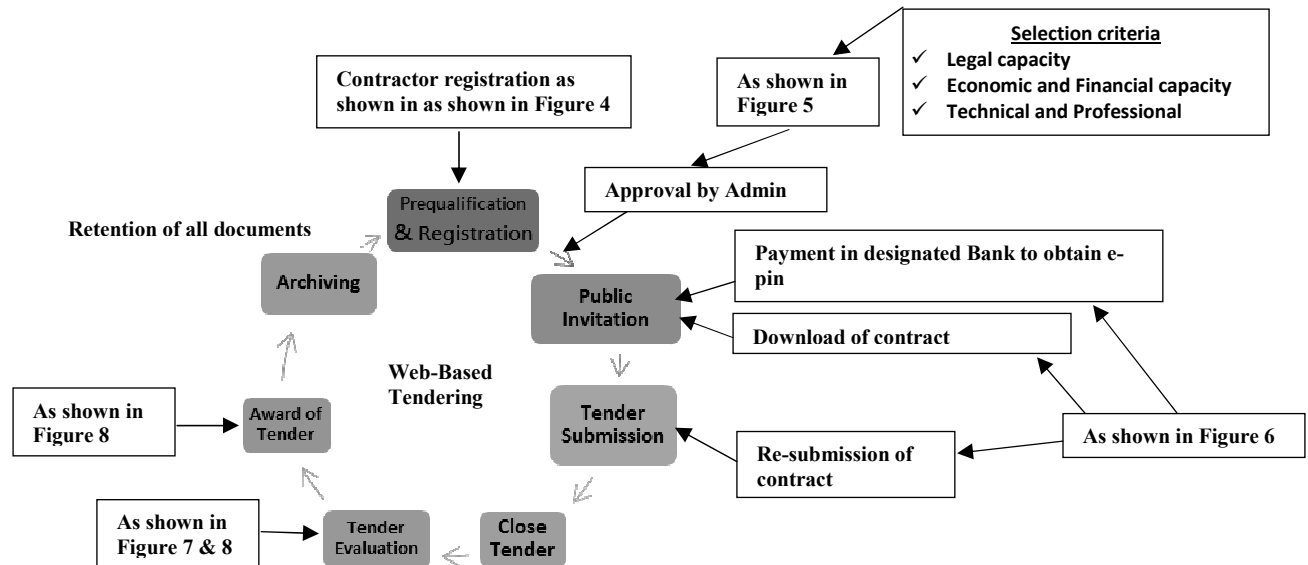 Selection criteria
✓ Legal capacity
✓ Economic and Financial capacity
✓ Technical and Professional
Contractor registration as
shown in as shown in Figure 4
As shown in
Figure 5
Approval by Admin
Prequalification
& Registration
Retention of all documents
Archiving
Payment in designated Bank to obtain e-
pin
Public
Invitation
Download of contract
Web-Based
Tendering
As shown in
Figure 8
Award of
Tender
Tender
Submission
As shown in Figure 6
Re-submission of
contract
As shown in
Figure 7 & 8
Tender
Evaluation
Close
Tender